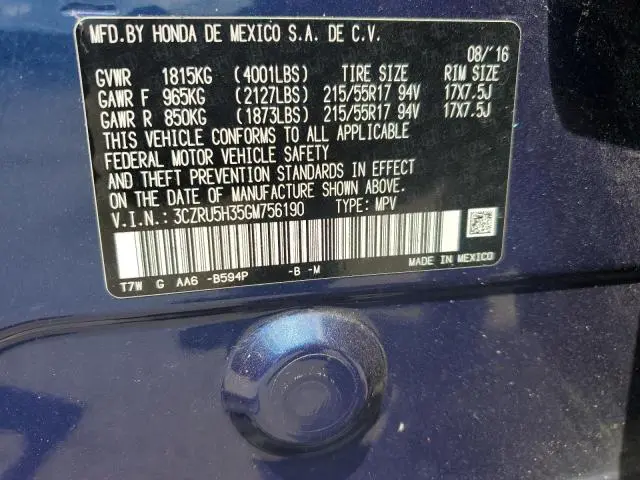 MFD.BY HONDA DE MEXICO S.A. DE C.V.
08/'16
GVWR 1815KG (4001LBS) TIRE SIZE RIM SIZE
GAWR F 965KG (2127LBS) 215/55R17 94V 17X7.5J
GAWR R 850KG (1873LBS) 215/55R17 94V 17X7.5J
THIS VEHICLE CONFORMS TO ALL APPLICABLE
FEDERAL MOTOR VEHICLE SAFETY
AND THEFT PREVENTION STANDARDS IN EFFECT
ON THE DATE OF MANUFACTURE SHOWN ABOVE.
V.I.N.: 3CZRU5H35GM756190 TYPE: MPV
T7W G AA6 -B594P -B -M
MADE IN MEXICO